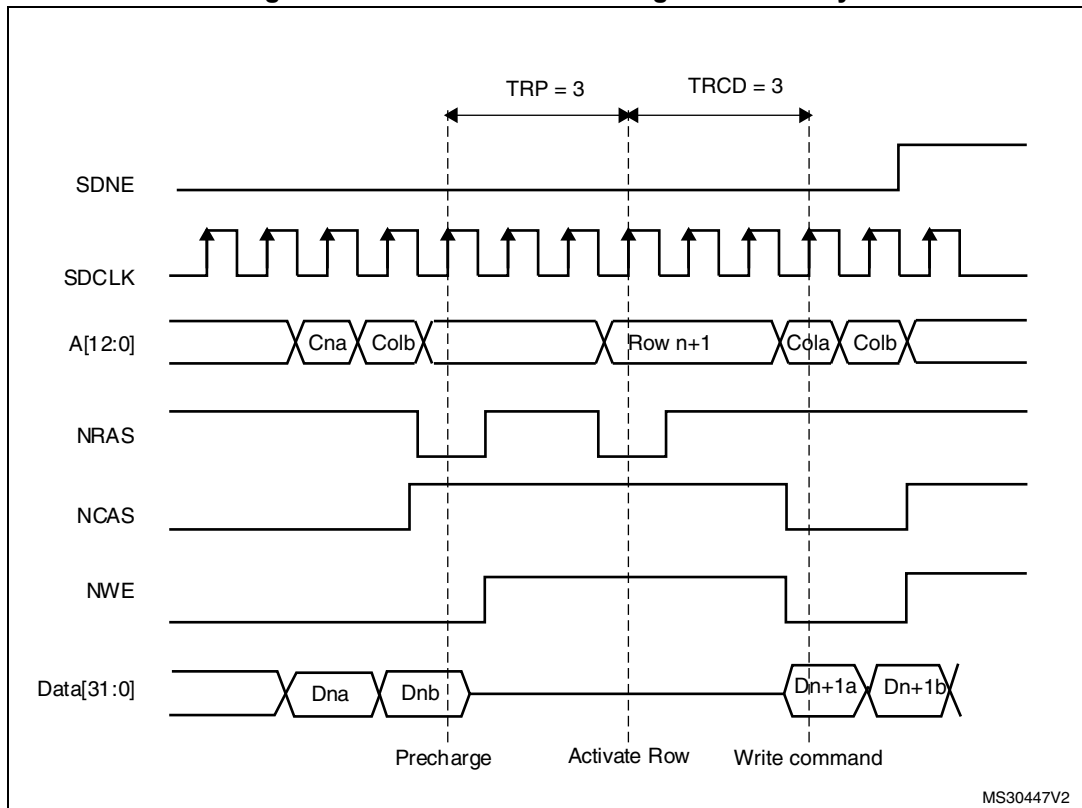 TRP = 3
TRCD = 3
SDNE
SDCLK
A[12:0]
Cna
Colb
Row n+1
Cola
Colb
NRAS
NCAS
NWE
Data[31:0]
Dna
Dnb
Dn+1a
Dn+1b
Precharge
Activate Row
Write command
MS30447V2